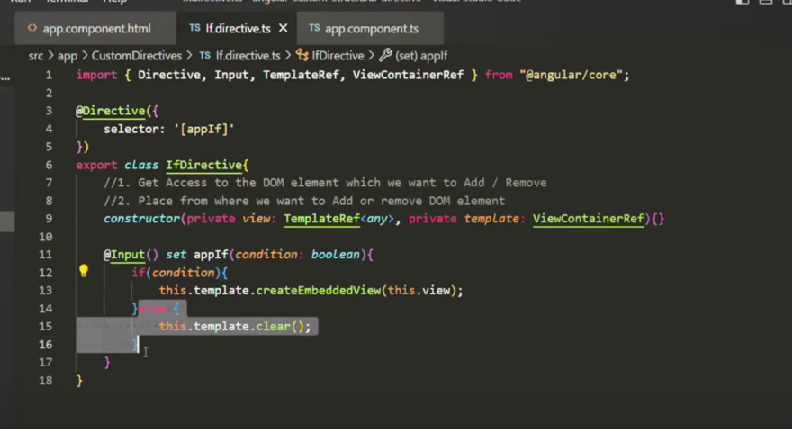 Help
app.component.html
TS If.directive.ts X
TS app.component.ts
src > app > CustomDirectives > TS If.directive.ts > IfDirective > (set) appIf
1 import { Directive, Input, TemplateRef, ViewContainerRef } from "@angular/core";
2
3 @Directive({
4 selector: '[appIf]'
5 })
6 export class IfDirective{
7 //1. Get Access to the DOM element which we want to Add / Remove
8 //2. Place from where we want to Add or remove DOM element
9 constructor(private view: TemplateRef<any>, private template: ViewContainerRef){}
10
11 @Input() set appIf(condition: boolean){
12 if(condition){
13 this.template.createEmbeddedView(this.view);
14 }else {
15 this.template.clear();
16 }
17 }
18 }